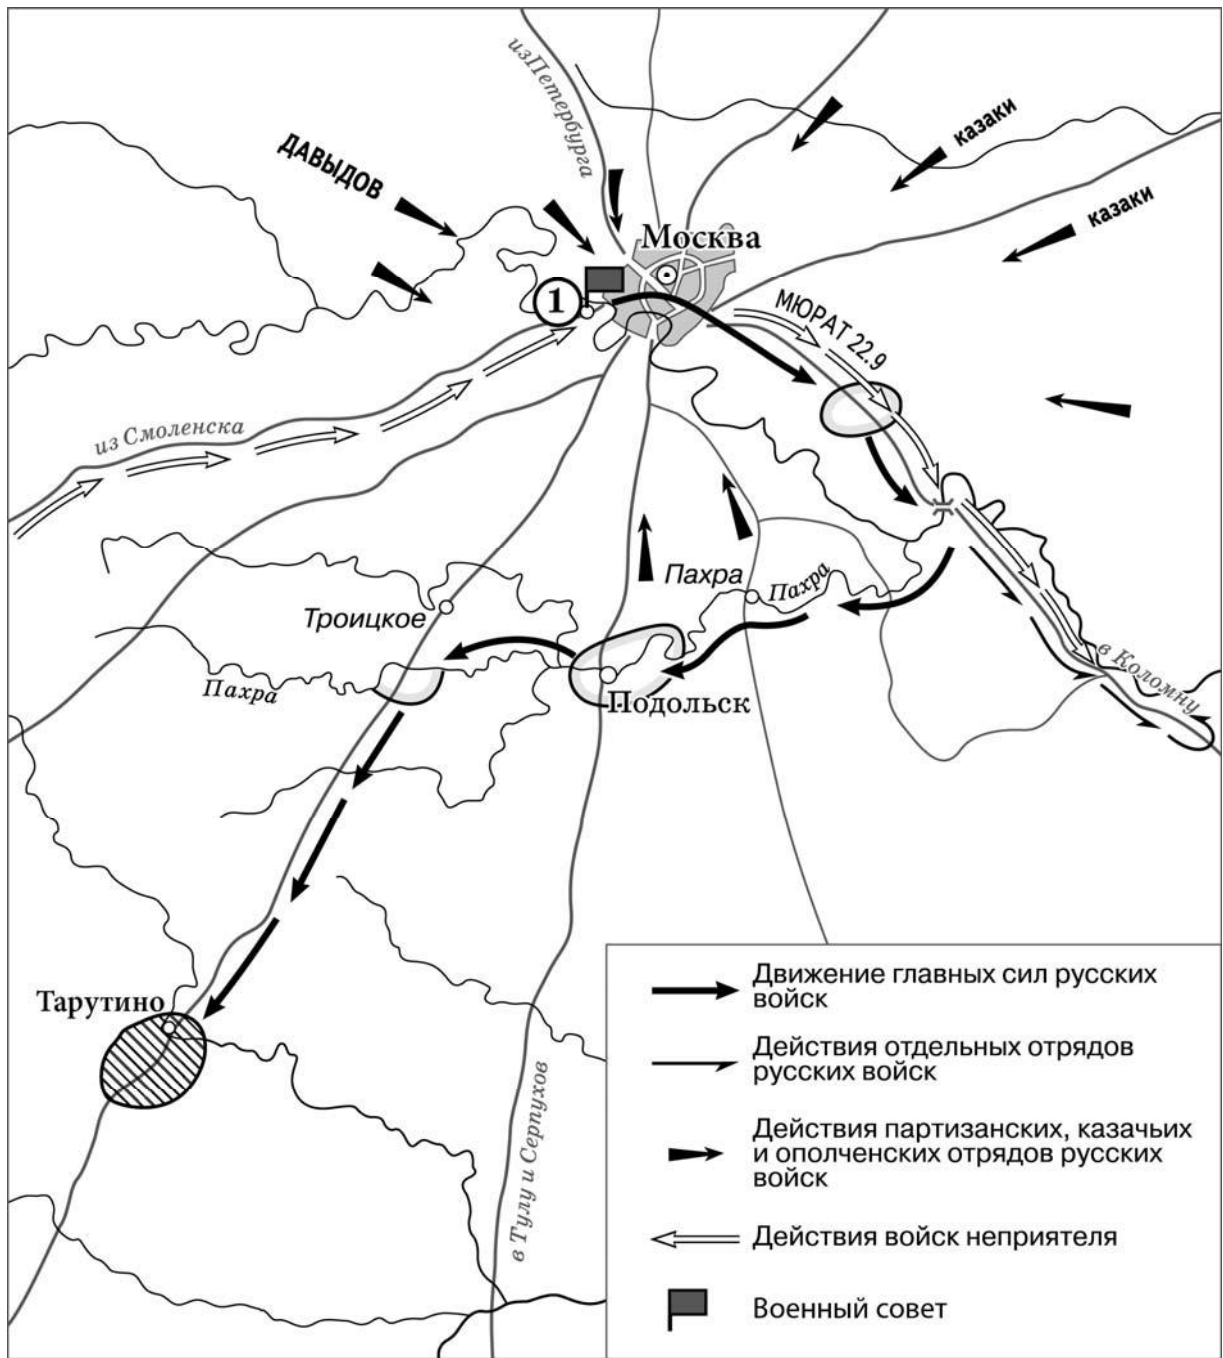 из Петербурга
ДАВЫДОВ
казаки
казаки
Москва
1
МЮРАТ 22.9
из Смоленска
Пахра
Пахра
Троицкое
Пахра
Подольск
в Коломну
Тарутино
в Тулу и Серпухов
Движение главных сил русских
войск
Действия отдельных отрядов
русских войск
Действия партизанских, казачьих
и ополченских отрядов русских
войск
Действия войск неприятеля
Военный совет